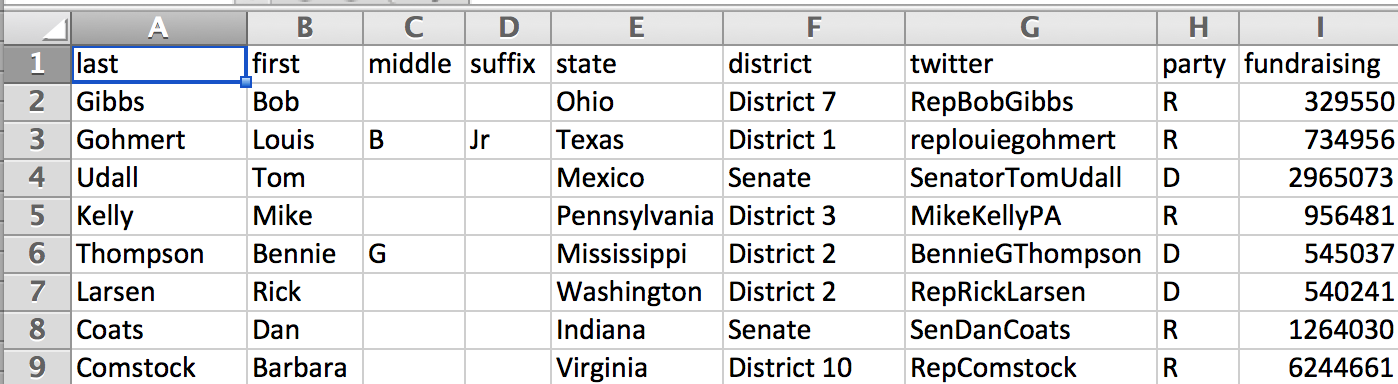 A B C D E F G H I
1 last first middle suffix state district twitter party fundraising
2 Gibbs Bob Ohio District 7 RepBobGibbs R 329550
3 Gohmert Louis B Jr Texas District 1 replouiegohmert R 734956
4 Udall Tom Mexico Senate SenatorTomUdall D 2965073
5 Kelly Mike Pennsylvania District 3 MikeKellyPA R 956481
6 Thompson Bennie G Mississippi District 2 BennieGThompson D 545037
7 Larsen Rick Washington District 2 RepRickLarsen D 540241
8 Coats Dan Indiana Senate SenDanCoats R 1264030
9 Comstock Barbara Virginia District 10 RepComstock R 6244661